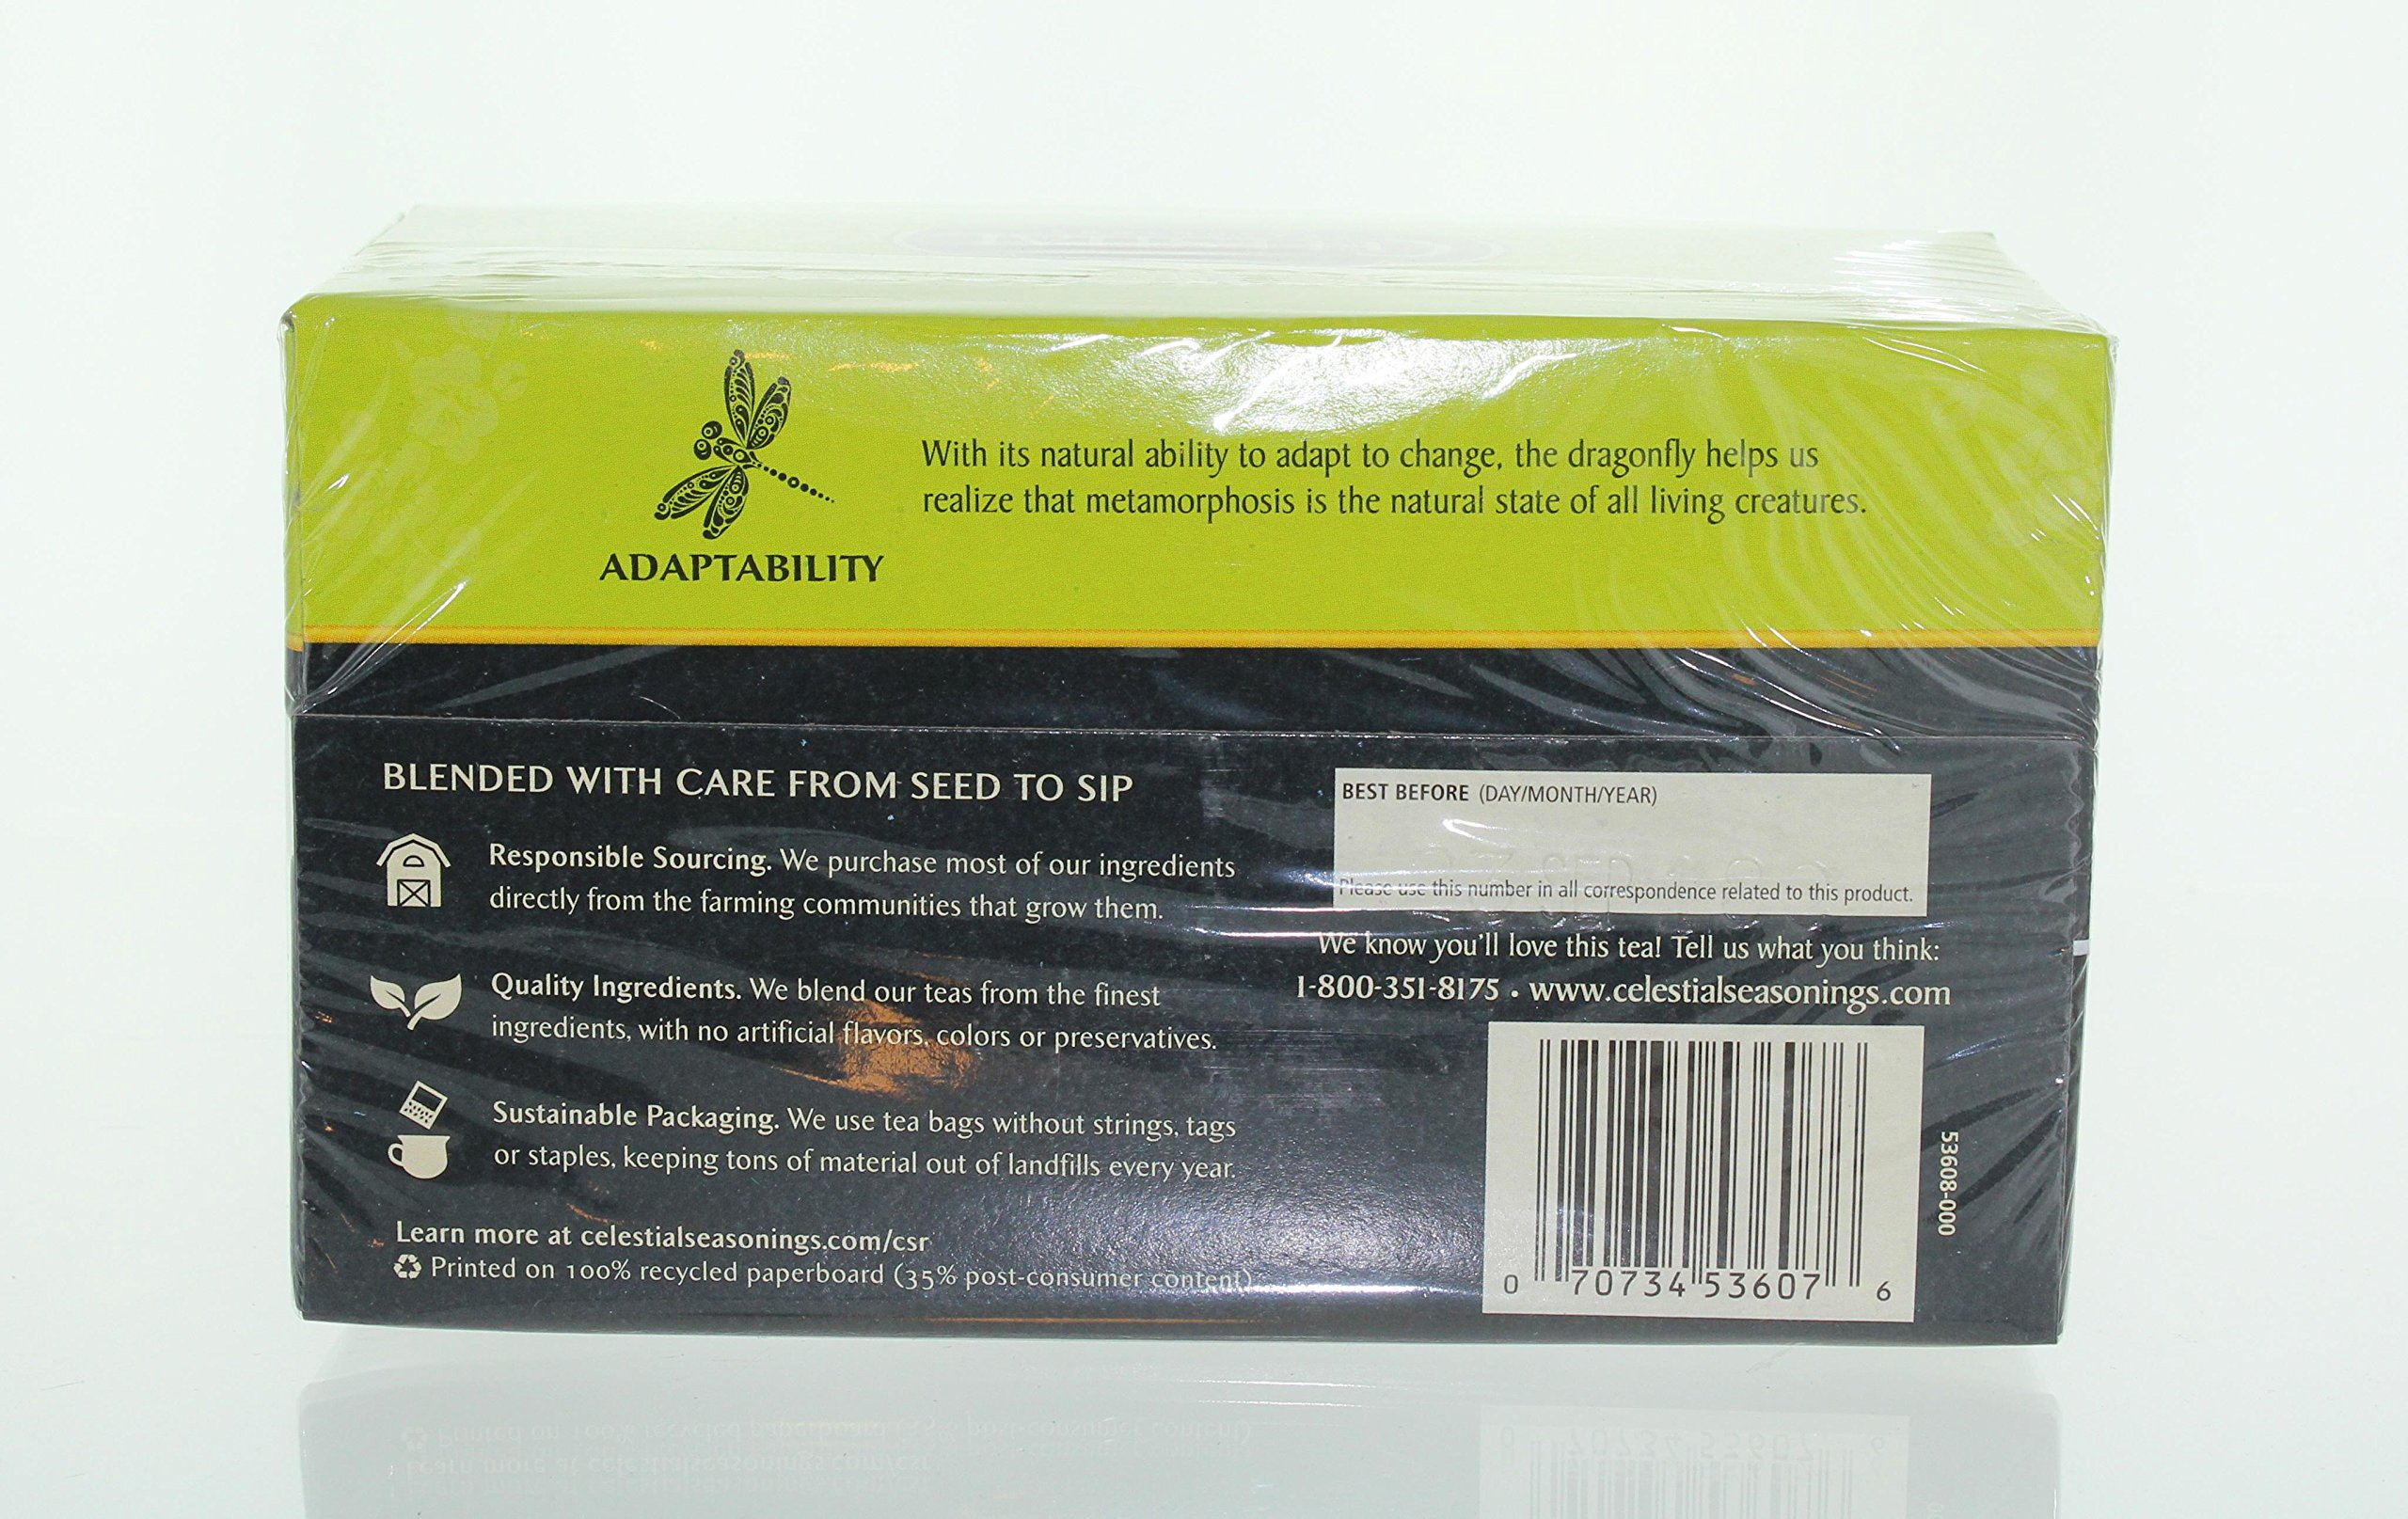 With its natural ability to adapt to change, the dragonfly helps us
realize that metamorphosis is the natural state of all living creatures.
ADAPTABILITY
BLENDED WITH CARE FROM SEED TO SIP
Responsible Sourcing. We purchase most of our ingredients
directly from the farming communities that grow them.
Quality Ingredients. We blend our teas from the finest
ingredients, with no artificial flavors, colors or preservatives.
Sustainable Packaging. We use tea bags without strings, tags
or staples, keeping tons of material out of landfills every year.
Learn more at celestialseasonings.com/csr
Printed on 100% recycled paperboard (35% post-consumer content)
BEST BEFORE (DAY/MONTH/YEAR)
Please use this number in all correspondence related to this product.
We know you'll love this tea! Tell us what you think:
1-800-351-8175 • www.celestialseasonings.com
0 70734 53607 6
53608-000